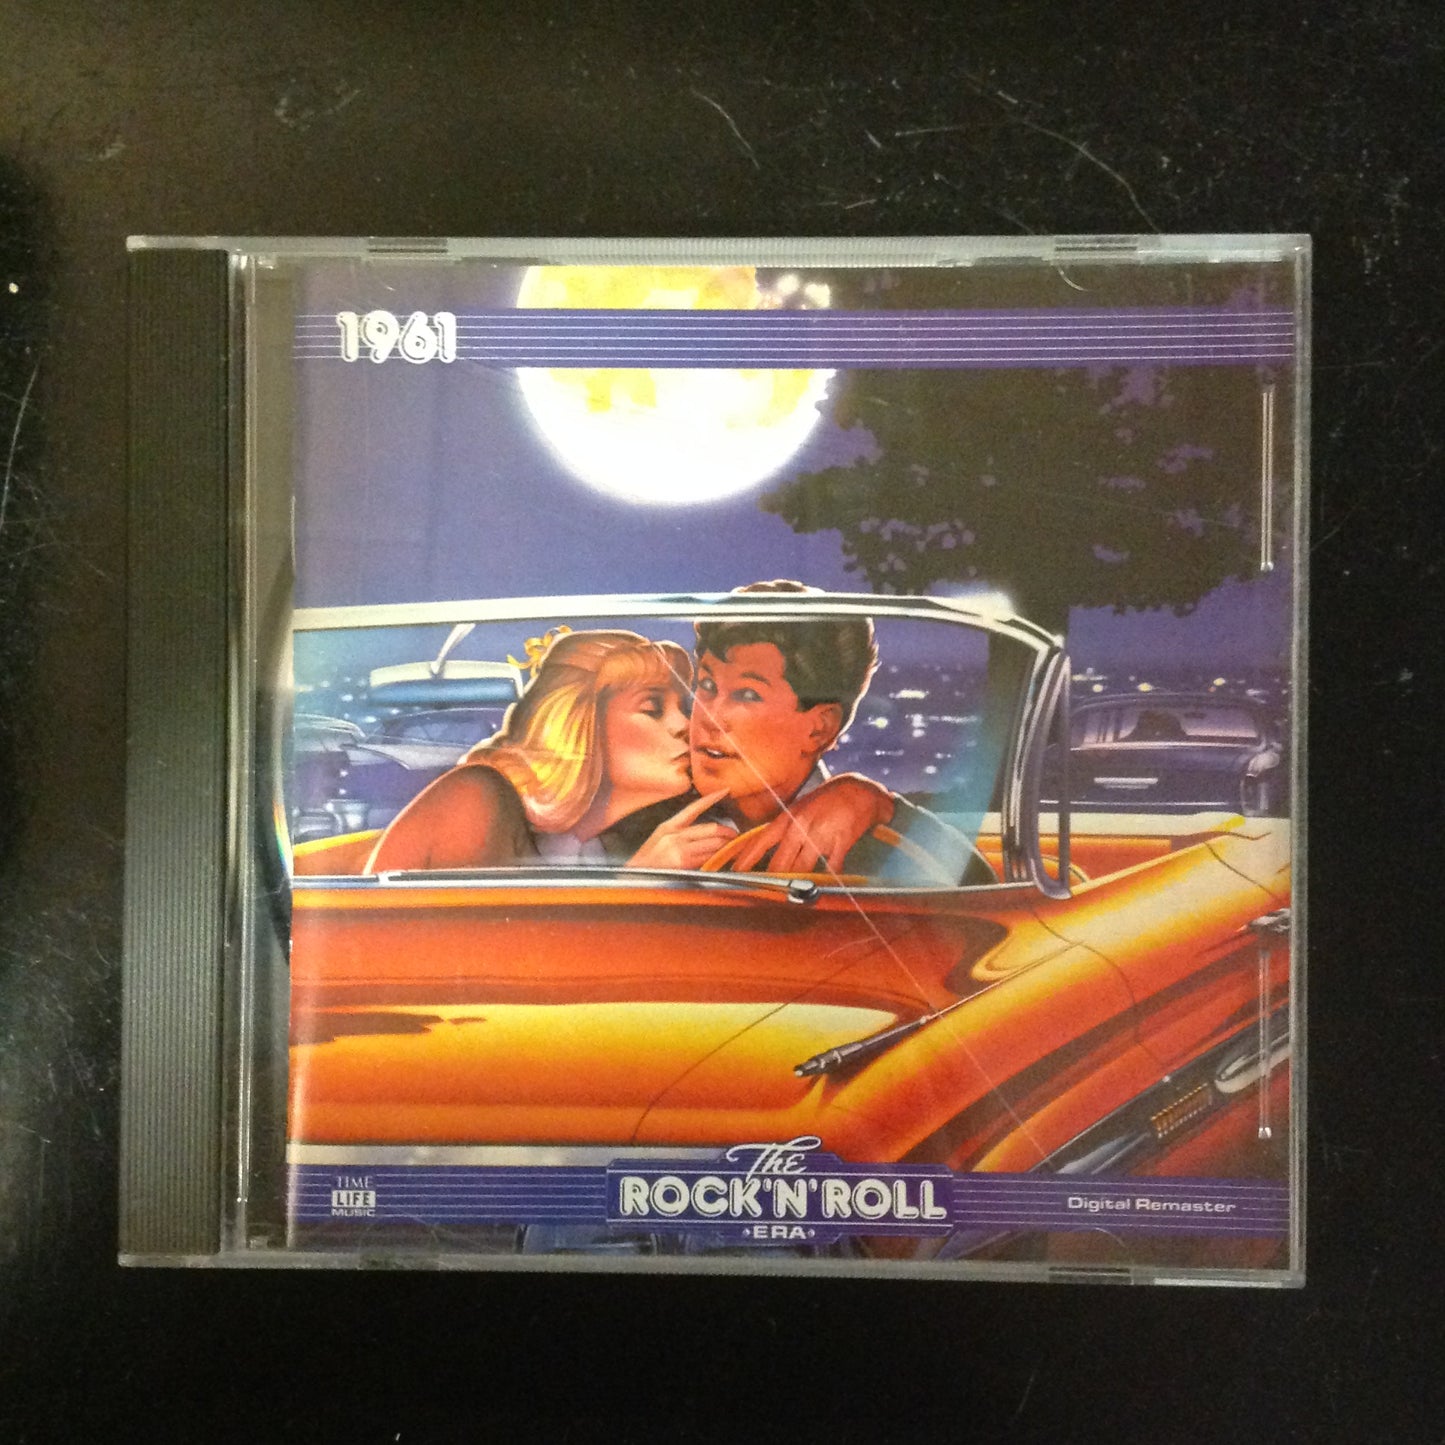 1961
TIME
LIFE
MUSIC
The
ROCK'N'ROLL
•ERA•
Digital Remaster